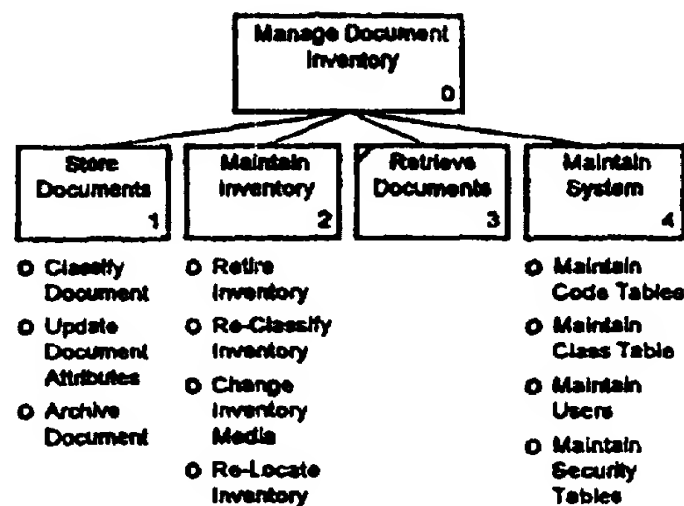 Manage Document
Inventory
0
Store
Documents
1
Maintain
Inventory
2
Retrieve
Documents
3
Maintain
System
4
Classify
Document
Update
Document
Attributes
Archive
Document
Retire
Inventory
Re-Classify
Inventory
Change
Inventory
Media
Re-Locate
Inventory
Maintain
Code Tables
Maintain
Class Table
Maintain
Users
Maintain
Security
Tables